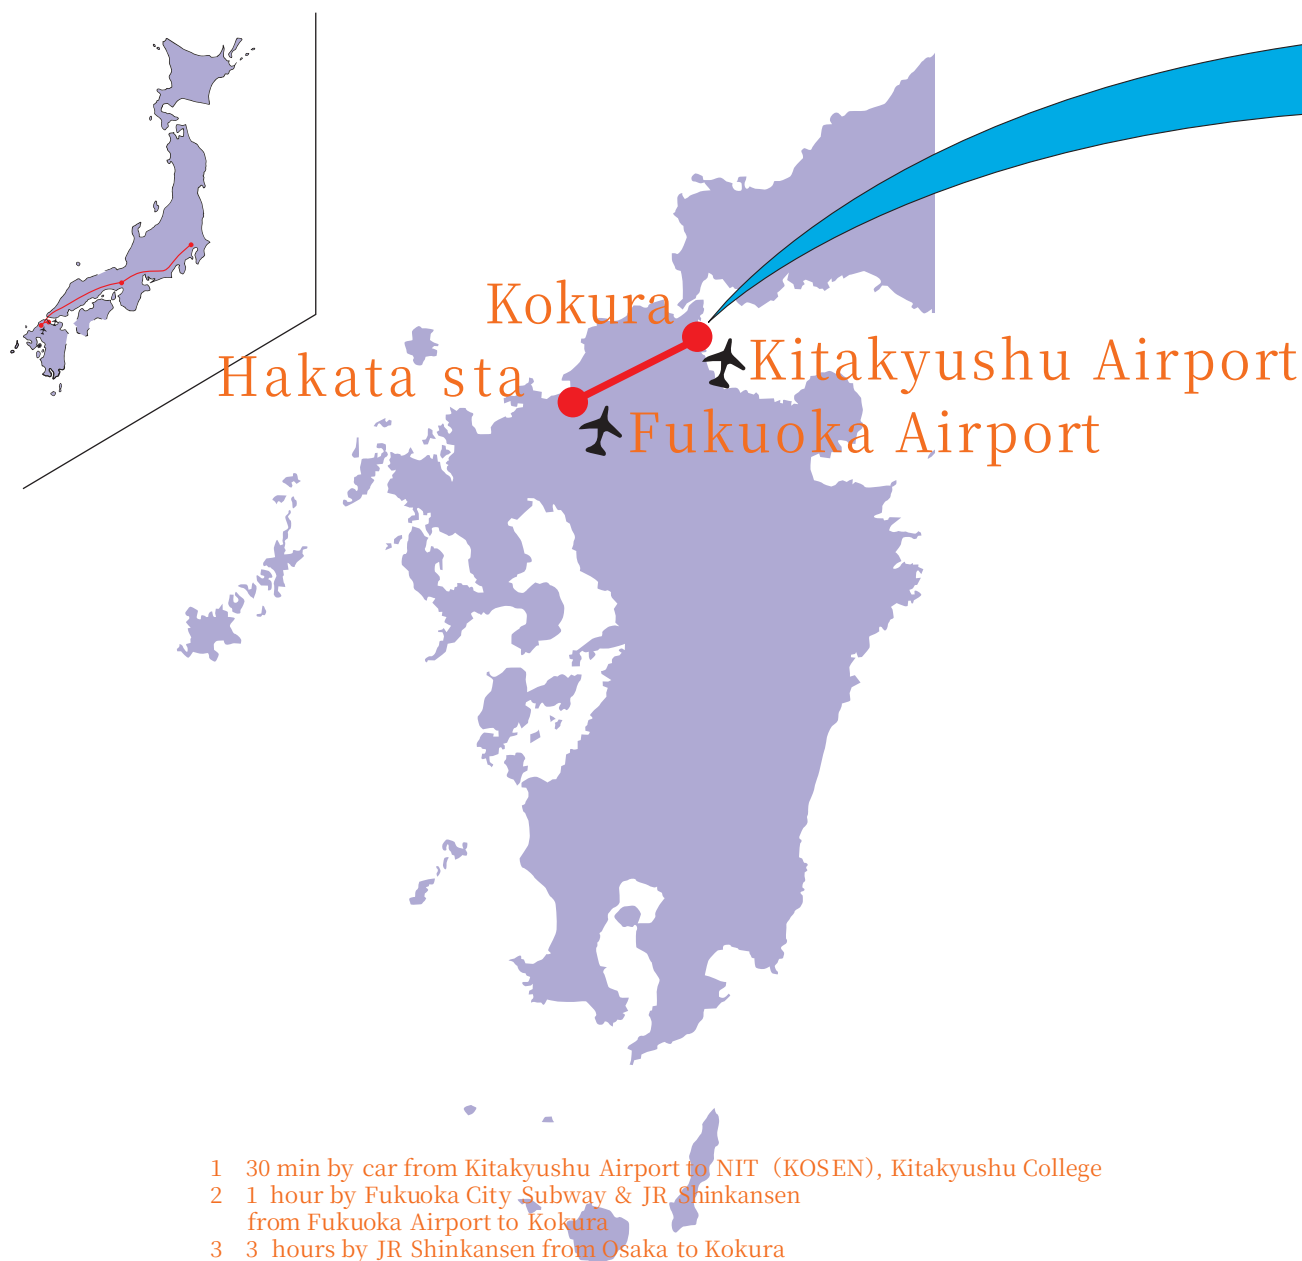 Kokura
Hakata sta
Kitakyushu Airport
Fukuoka Airport
1 30 min by car from Kitakyushu Airport to NIT（KOSEN）, Kitakyushu College
2 1 hour by Fukuoka City Subway & JR Shinkansen
from Fukuoka Airport to Kokura
3 3 hours by JR Shinkansen from Osaka to Kokura